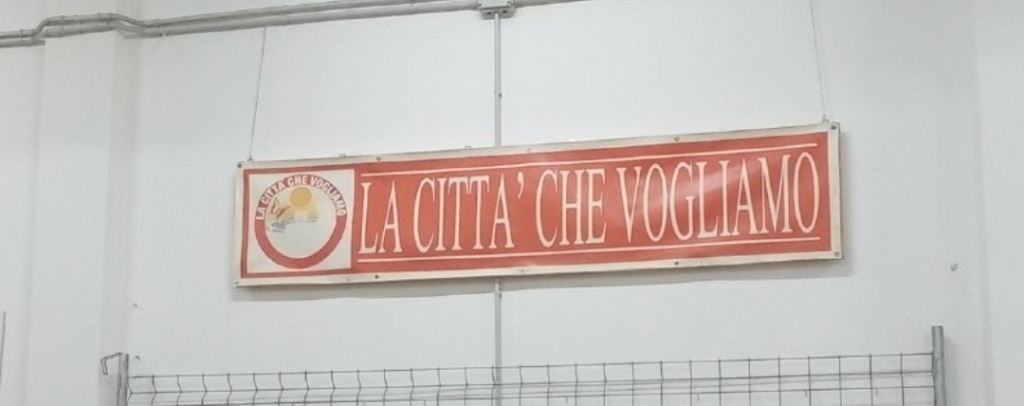 LA CITTA CHE VOGLIAMO
LA CITTA' CHE VOGLIAMO